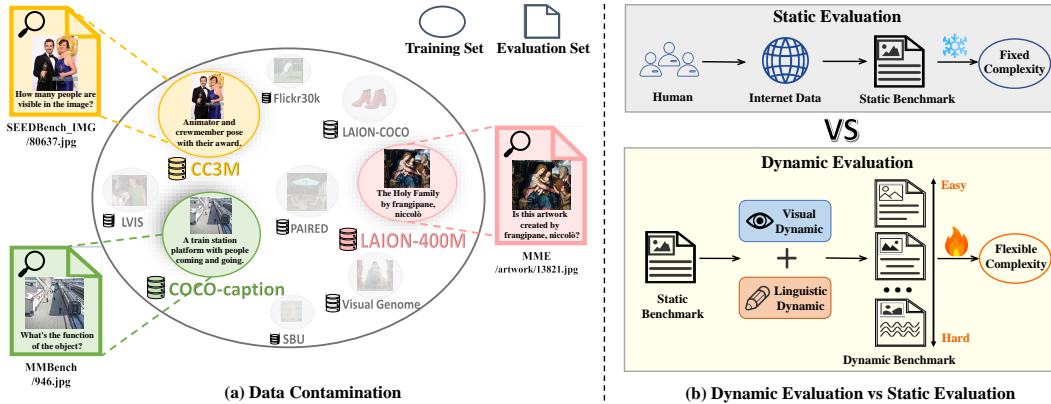 Training Set
Evaluation Set
How many people are
visible in the image?
SEEDBench_IMG
/80637.jpg
Animator and
crewmember pose
with their award.
CC3M
Flickr30k
LAION-COCO
The Holy Family
by frangipane,
niccolò
LAION-400M
Is this artwork
created by
frangipane, niccolò?
MME
/artwork/13821.jpg
LVIS
PAIRED
A train station
platform with people
coming and going.
COCO-caption
Visual Genome
SBU
What's the function
of the object?
MMBench
/946.jpg
(a) Data Contamination
Static Evaluation
Human
Internet Data
Static Benchmark
Fixed
Complexity
VS
Dynamic Evaluation
Static
Benchmark
Visual
Dynamic
Linguistic
Dynamic
Easy
Hard
Dynamic Benchmark
Flexible
Complexity
(b) Dynamic Evaluation vs Static Evaluation